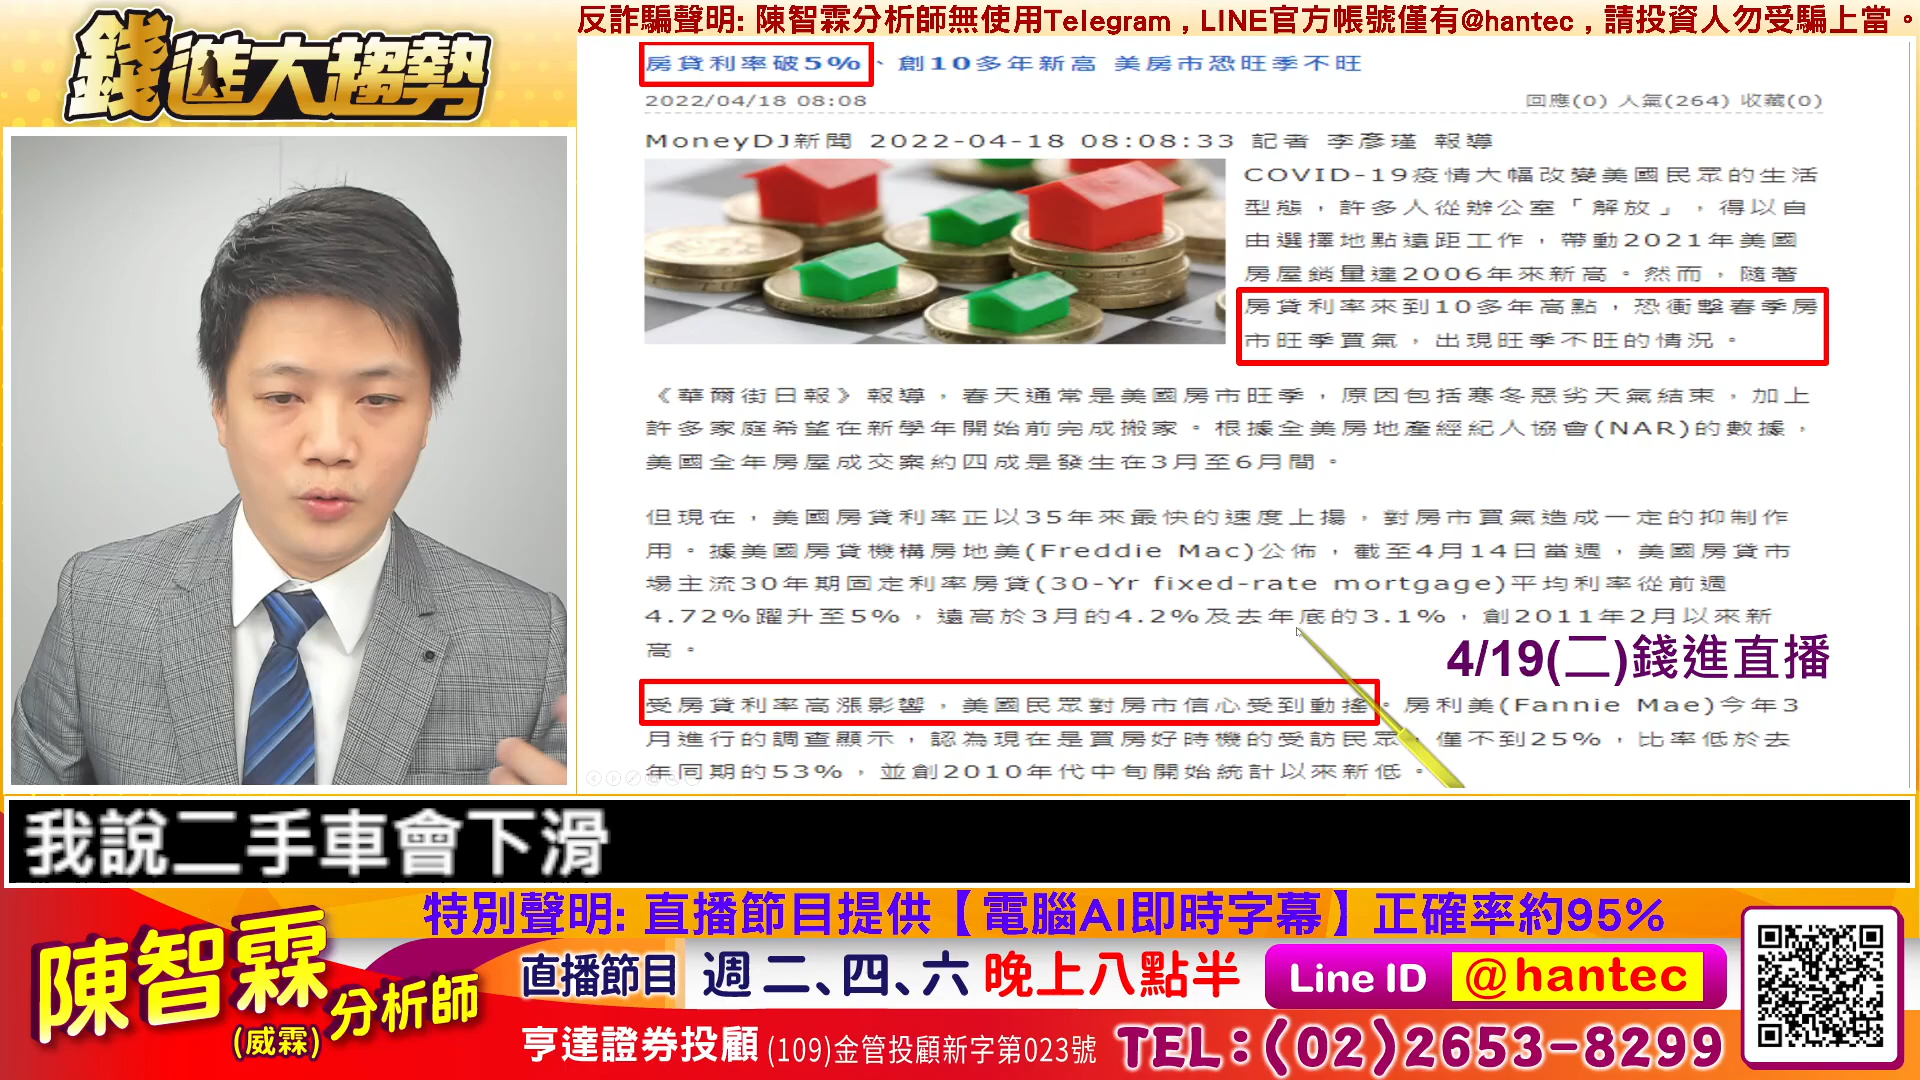 反詐騙聲明: 陳智霖分析師無使用Telegram , LINE官方帳號僅有@hantec , 請投資人勿受騙上當。
錢進大趨勢
房貸利率破5%、創10多年新高 美房市恐旺季不旺
2022/04/18 08:08
回應(0) 人氣(264) 收藏(0)
MoneyDJ新聞 2022-04-18 08:08:33 記者 李彥瑾 報導
COVID-19疫情大幅改變美國民眾的生活
型態，許多人從辦公室「解放」，得以自
由選擇地點遠距工作，帶動2021年美國
房屋銷量達2006年來新高。然而，隨著
房貸利率來到10多年高點，恐衝擊春季房
市旺季買氣，出現旺季不旺的情況。
《華爾街日報》報導，春天通常是美國房市旺季，原因包括寒冬惡劣天氣結束，加上
許多家庭希望在新學年開始前完成搬家。根據全美房地產經紀人協會(NAR)的數據，
美國全年房屋成交案約四成是發生在3月至6月間。
但現在，美國房貸利率正以35年來最快的速度上揚，對房市買氣造成一定的抑制作
用。據美國房貸機構房地美(Freddie Mac)公佈，截至4月14日當週，美國房貸市
場主流30年期固定利率房貸(30-Yr fixed-rate mortgage)平均利率從前週
4.72%躍升至5%，遠高於3月的4.2%及去年底的3.1%，創2011年2月以來新
高。
4/19(二)錢進直播
受房貸利率高漲影響，美國民眾對房市信心受到動搖。房利美(Fannie Mae)今年3
月進行的調查顯示，認為現在是買房好時機的受訪民眾，僅不到25%，比率低於去
年同期的53%，並創2010年代中旬開始統計以來新低。
我說二手車會下滑
特別聲明: 直播節目提供【電腦AI即時字幕】正確率約95%
陳智霖 分析師
(威霖)
直播節目 週二、四、六 晚上八點半
Line ID @hantec
亨達證券投顧 (109)金管投顧新字第023號 TEL:(02)2653-8299